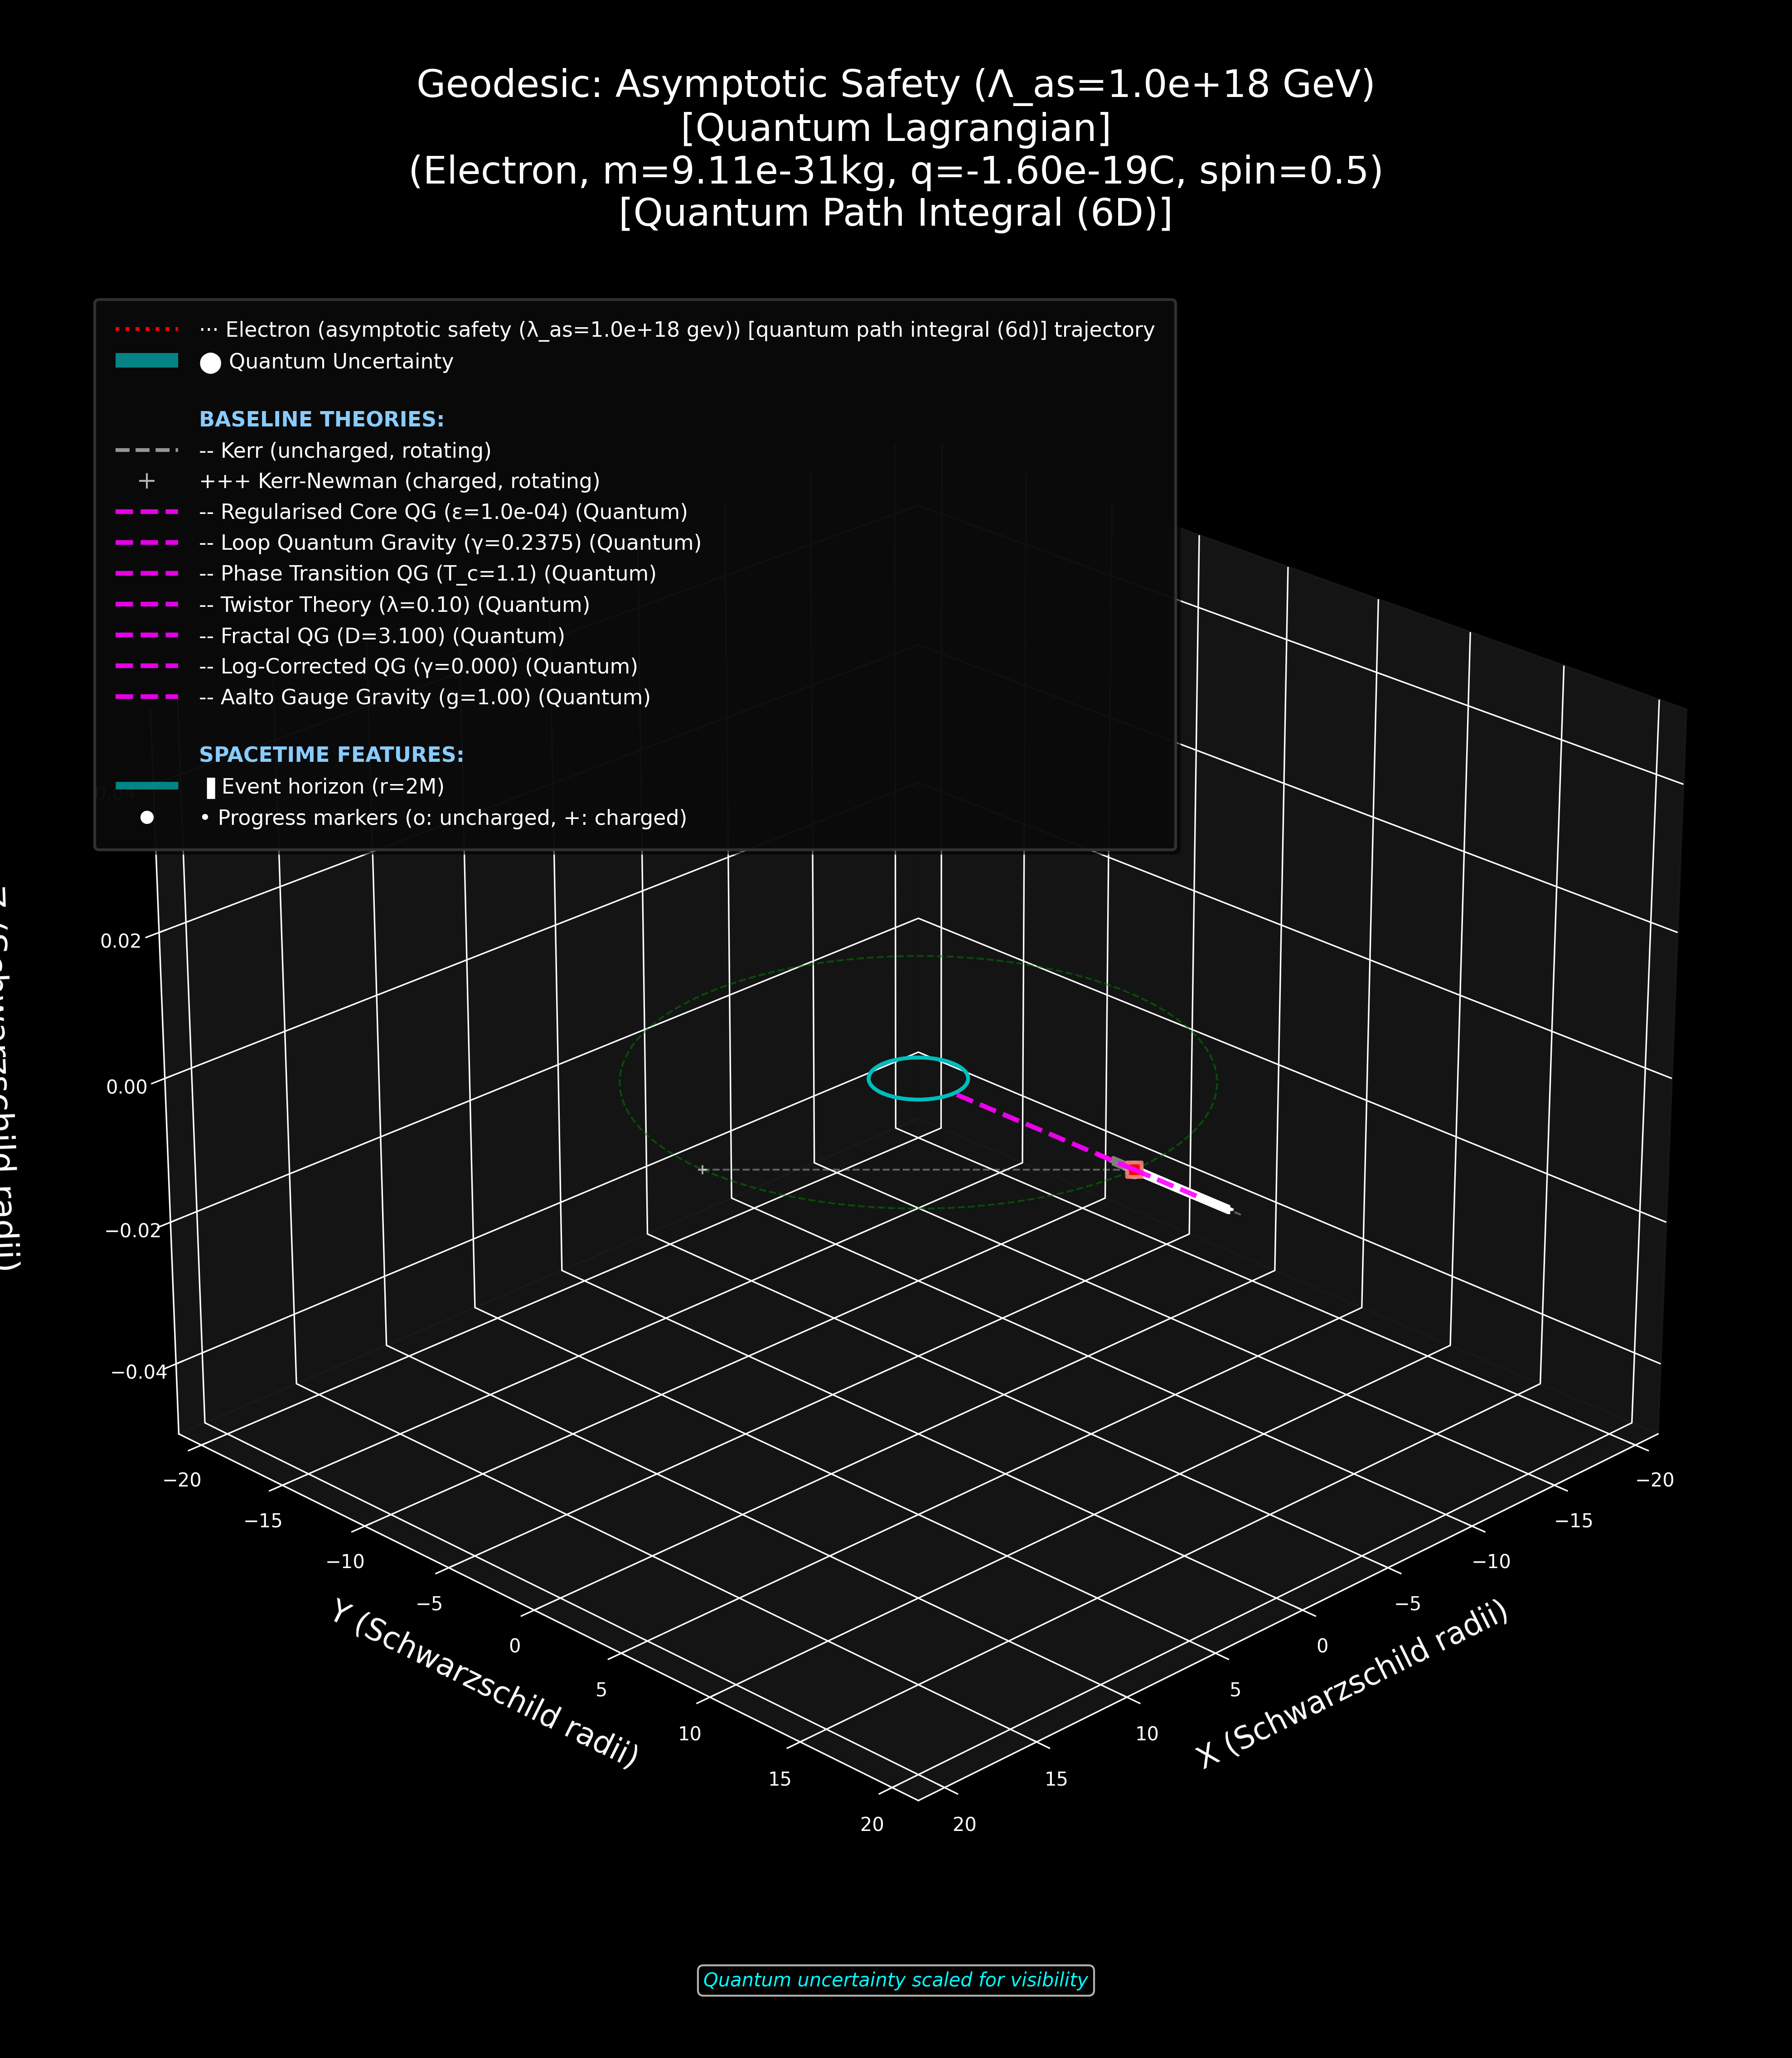 Geodesic: Asymptotic Safety (Λ_as=1.0e+18 GeV)
[Quantum Lagrangian]
(Electron, m=9.11e-31kg, q=-1.60e-19C, spin=0.5)
[Quantum Path Integral (6D)]
··· Electron (asymptotic safety (λ_as=1.0e+18 gev)) [quantum path integral (6d)] trajectory
● Quantum Uncertainty
BASELINE THEORIES:
-- Kerr (uncharged, rotating)
+++ Kerr-Newman (charged, rotating)
-- Regularised Core QG (ε=1.0e-04) (Quantum)
-- Loop Quantum Gravity (γ=0.2375) (Quantum)
-- Phase Transition QG (T_c=1.1) (Quantum)
-- Twistor Theory (λ=0.10) (Quantum)
-- Fractal QG (D=3.100) (Quantum)
-- Log-Corrected QG (γ=0.000) (Quantum)
-- Aalto Gauge Gravity (g=1.00) (Quantum)
SPACETIME FEATURES:
▐ Event horizon (r=2M)
• Progress markers (o: uncharged, +: charged)
0.04
0.02
0.00
−0.02
−0.04
Z (Schwarzschild radii)
−20
−15
−10
−5
0
5
10
15
20
Y (Schwarzschild radii)
−20
−15
−10
−5
0
5
10
15
20
X (Schwarzschild radii)
Quantum uncertainty scaled for visibility